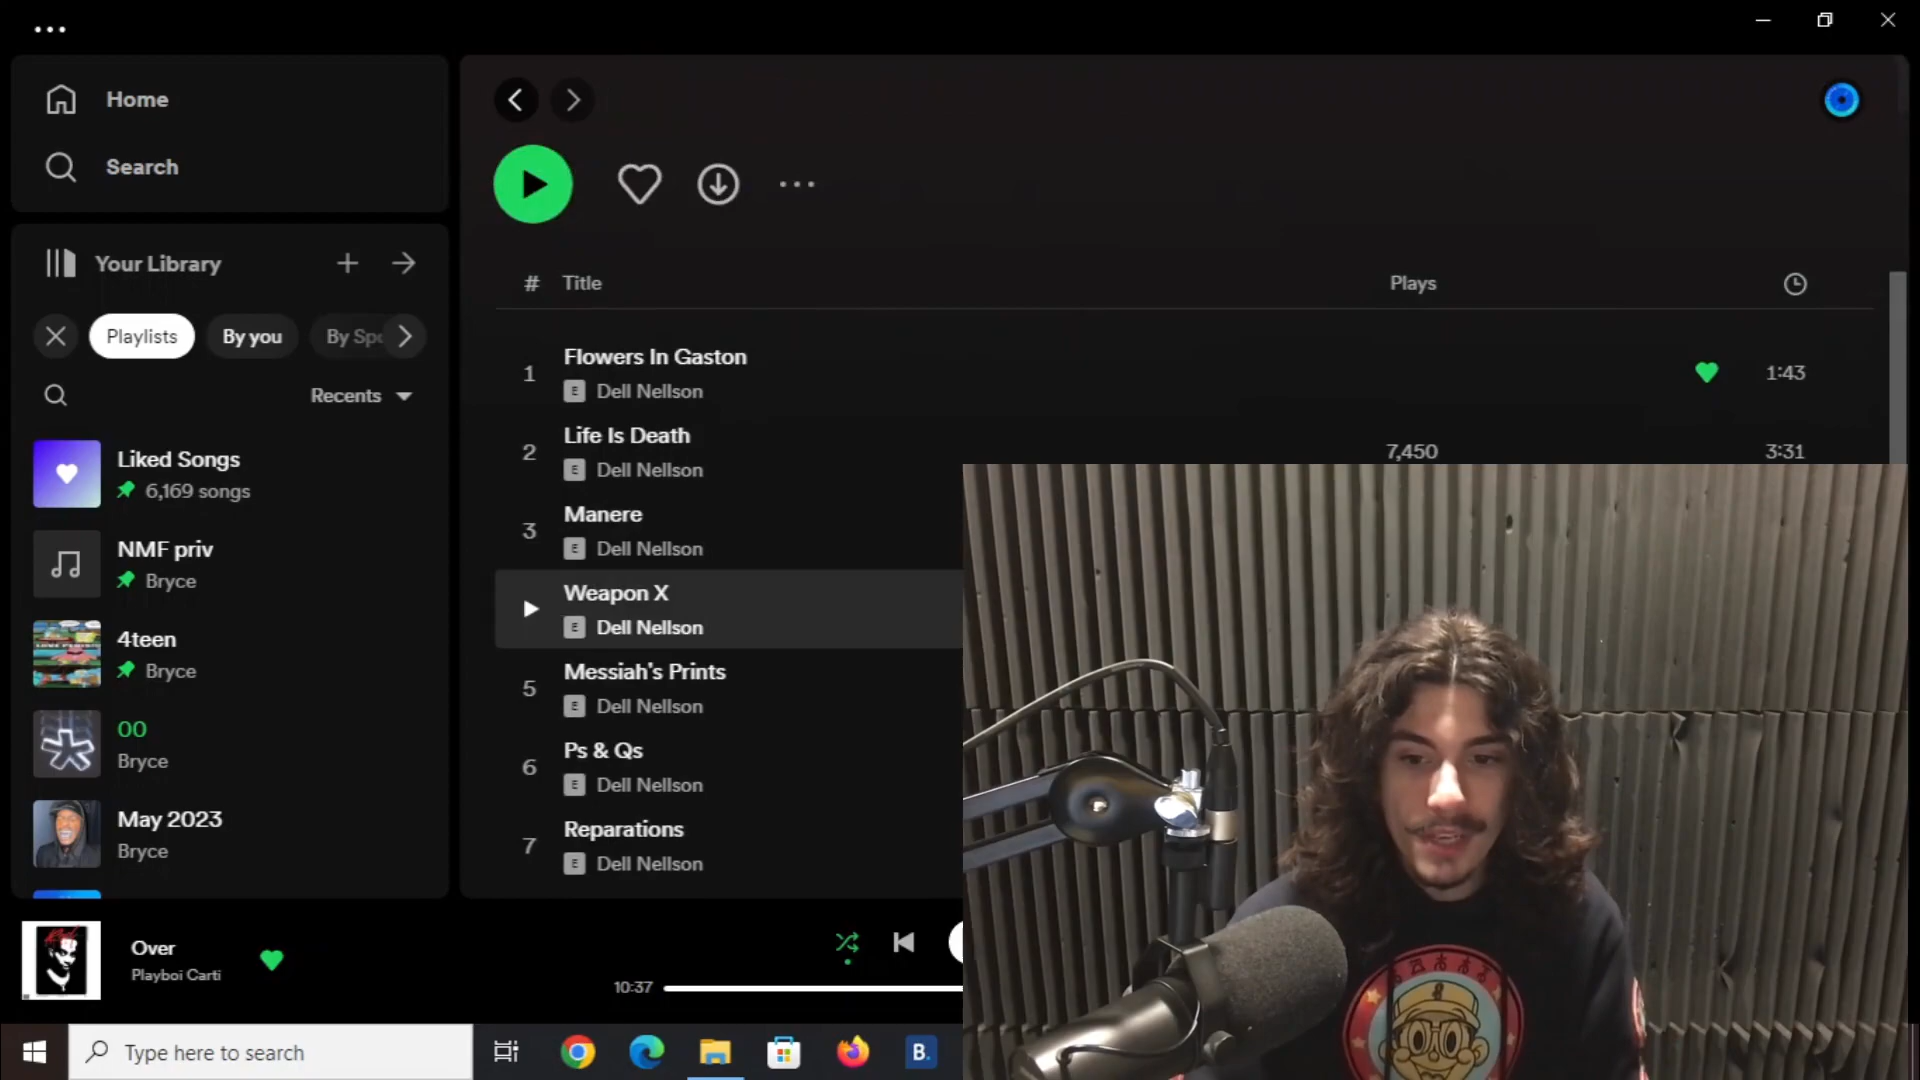 Home
Search
Your Library
Playlists
By you
By Spo
Recents
Liked Songs
6,169 songs
NMF priv
Bryce
4teen
Bryce
00
Bryce
May 2023
Bryce
# Title Plays
1 Flowers In Gaston 1:43
E Dell Nellson
2 Life Is Death 7,450 3:31
E Dell Nellson
3 Manere
E Dell Nellson
Weapon X
E Dell Nellson
5 Messiah's Prints
E Dell Nellson
6 Ps & Qs
E Dell Nellson
7 Reparations
E Dell Nellson
Over
Playboi Carti
10:37
Type here to search
B.